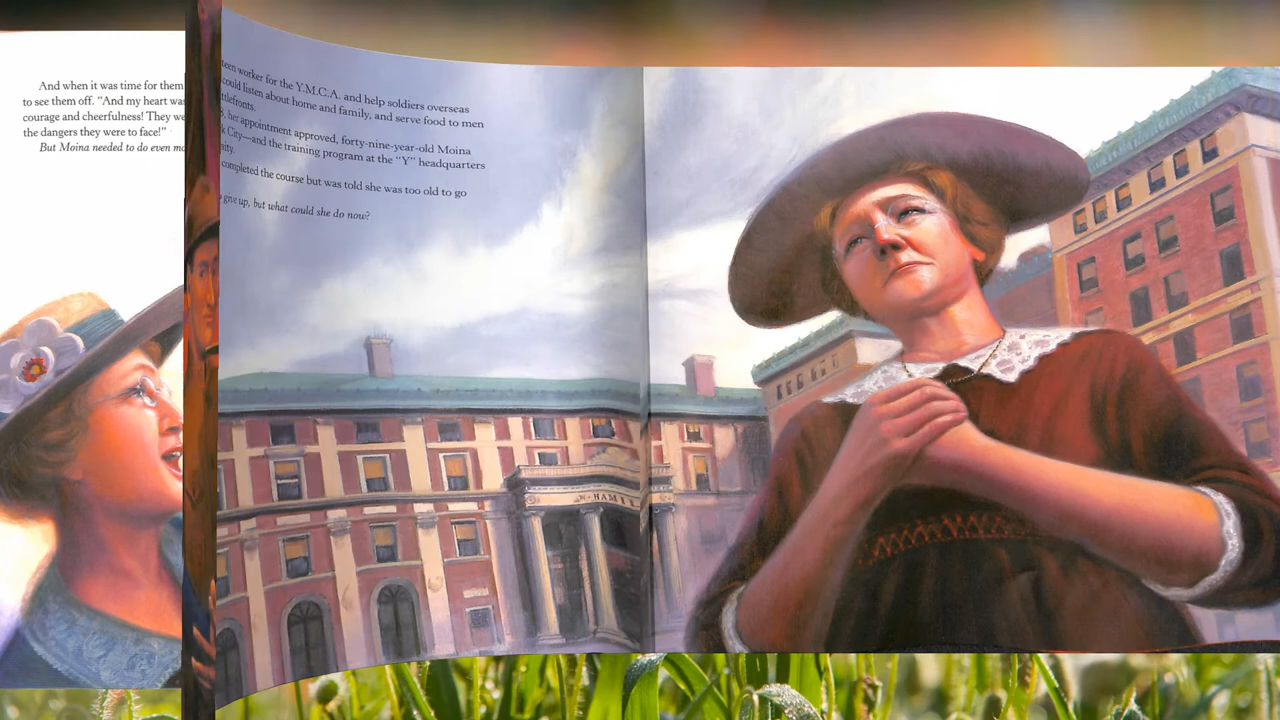 And when it was time for them
to see them off. "And my heart was
courage and cheerfulness! They we
the dangers they were to face!"
But Moina needed to do even mo
teen worker for the Y.M.C.A. and help soldiers overseas
could listen about home and family, and serve food to men
ttlefronts.
8, her appointment approved, forty-nine-year-old Moina
k City—and the training program at the "Y" headquarters
ity.
completed the course but was told she was too old to go
give up, but what could she do now?
HAM